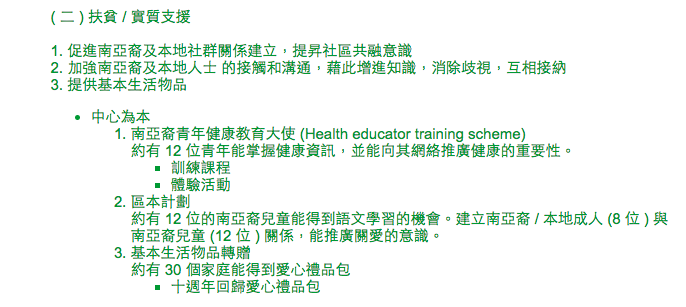 ( 二 ) 扶貧 / 實質支援
1. 促進南亞裔及本地社群關係建立，提昇社區共融意識
2. 加強南亞裔及本地人士 的接觸和溝通，藉此增進知識，消除歧視，互相接納
3. 提供基本生活物品
• 中心為本
1. 南亞裔青年健康教育大使 (Health educator training scheme)
約有 12 位青年能掌握健康資訊，並能向其網絡推廣健康的重要性。
▪ 訓練課程
▪ 體驗活動
2. 區本計劃
約有 12 位的南亞裔兒童能得到語文學習的機會。建立南亞裔 / 本地成人 (8 位 ) 與
南亞裔兒童 (12 位 ) 關係，能推廣關愛的意識。
3. 基本生活物品轉贈
約有 30 個家庭能得到愛心禮品包
▪ 十週年回歸愛心禮品包